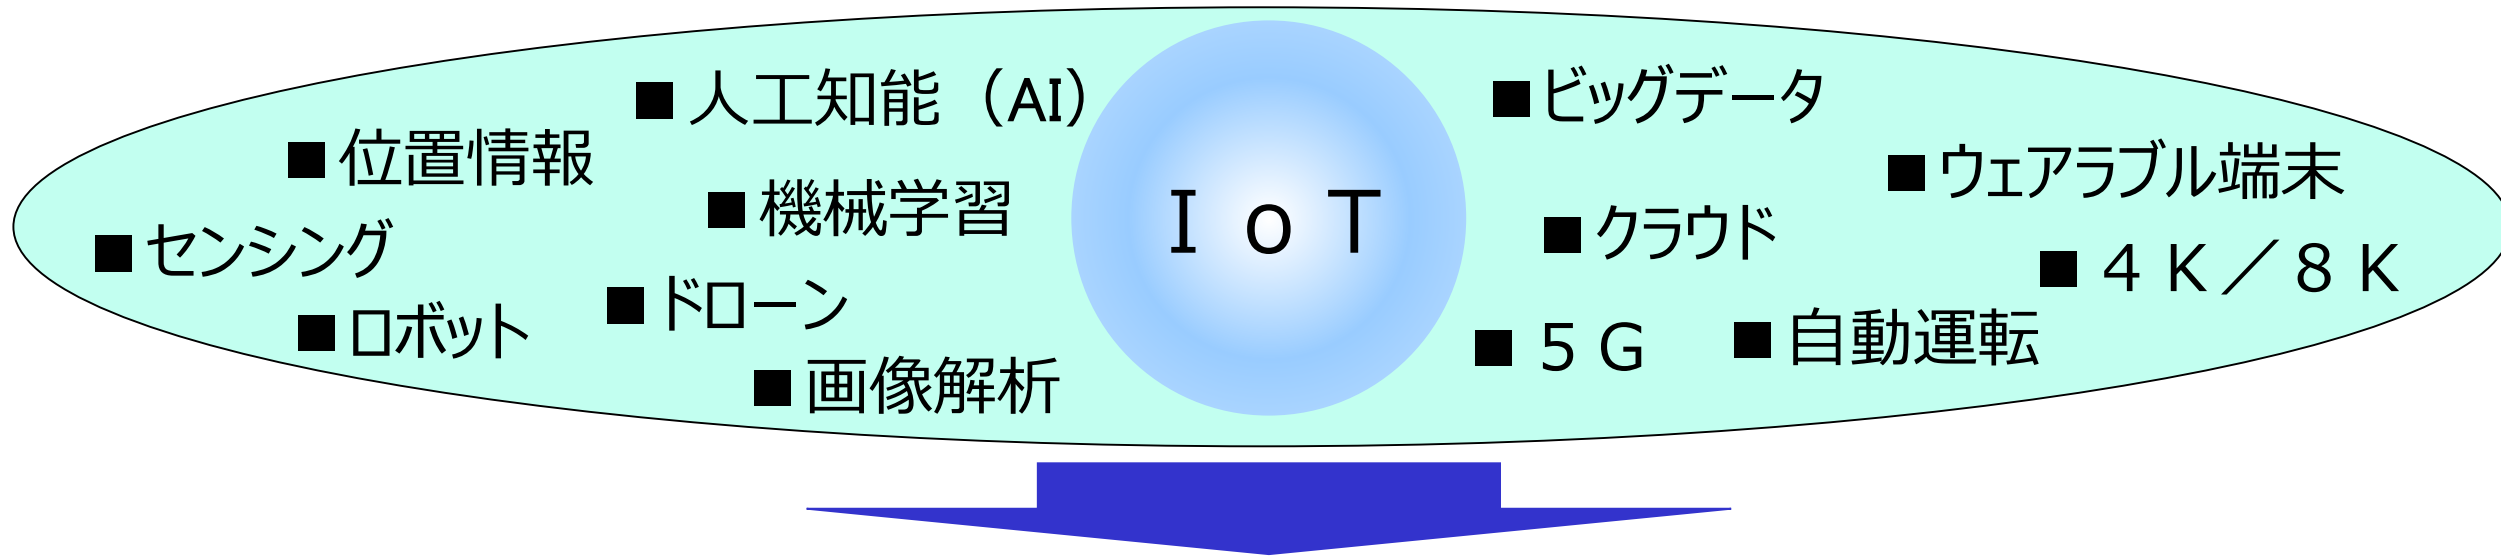 ■人工知能（AI）
■ビックデータ
■位置情報
■ウェアラブル端末
■機械学習
IoT
■クラウド
■センシング
■4K／8K
■ドローン
■ロボット
■5G
■自動運転
■画像解析